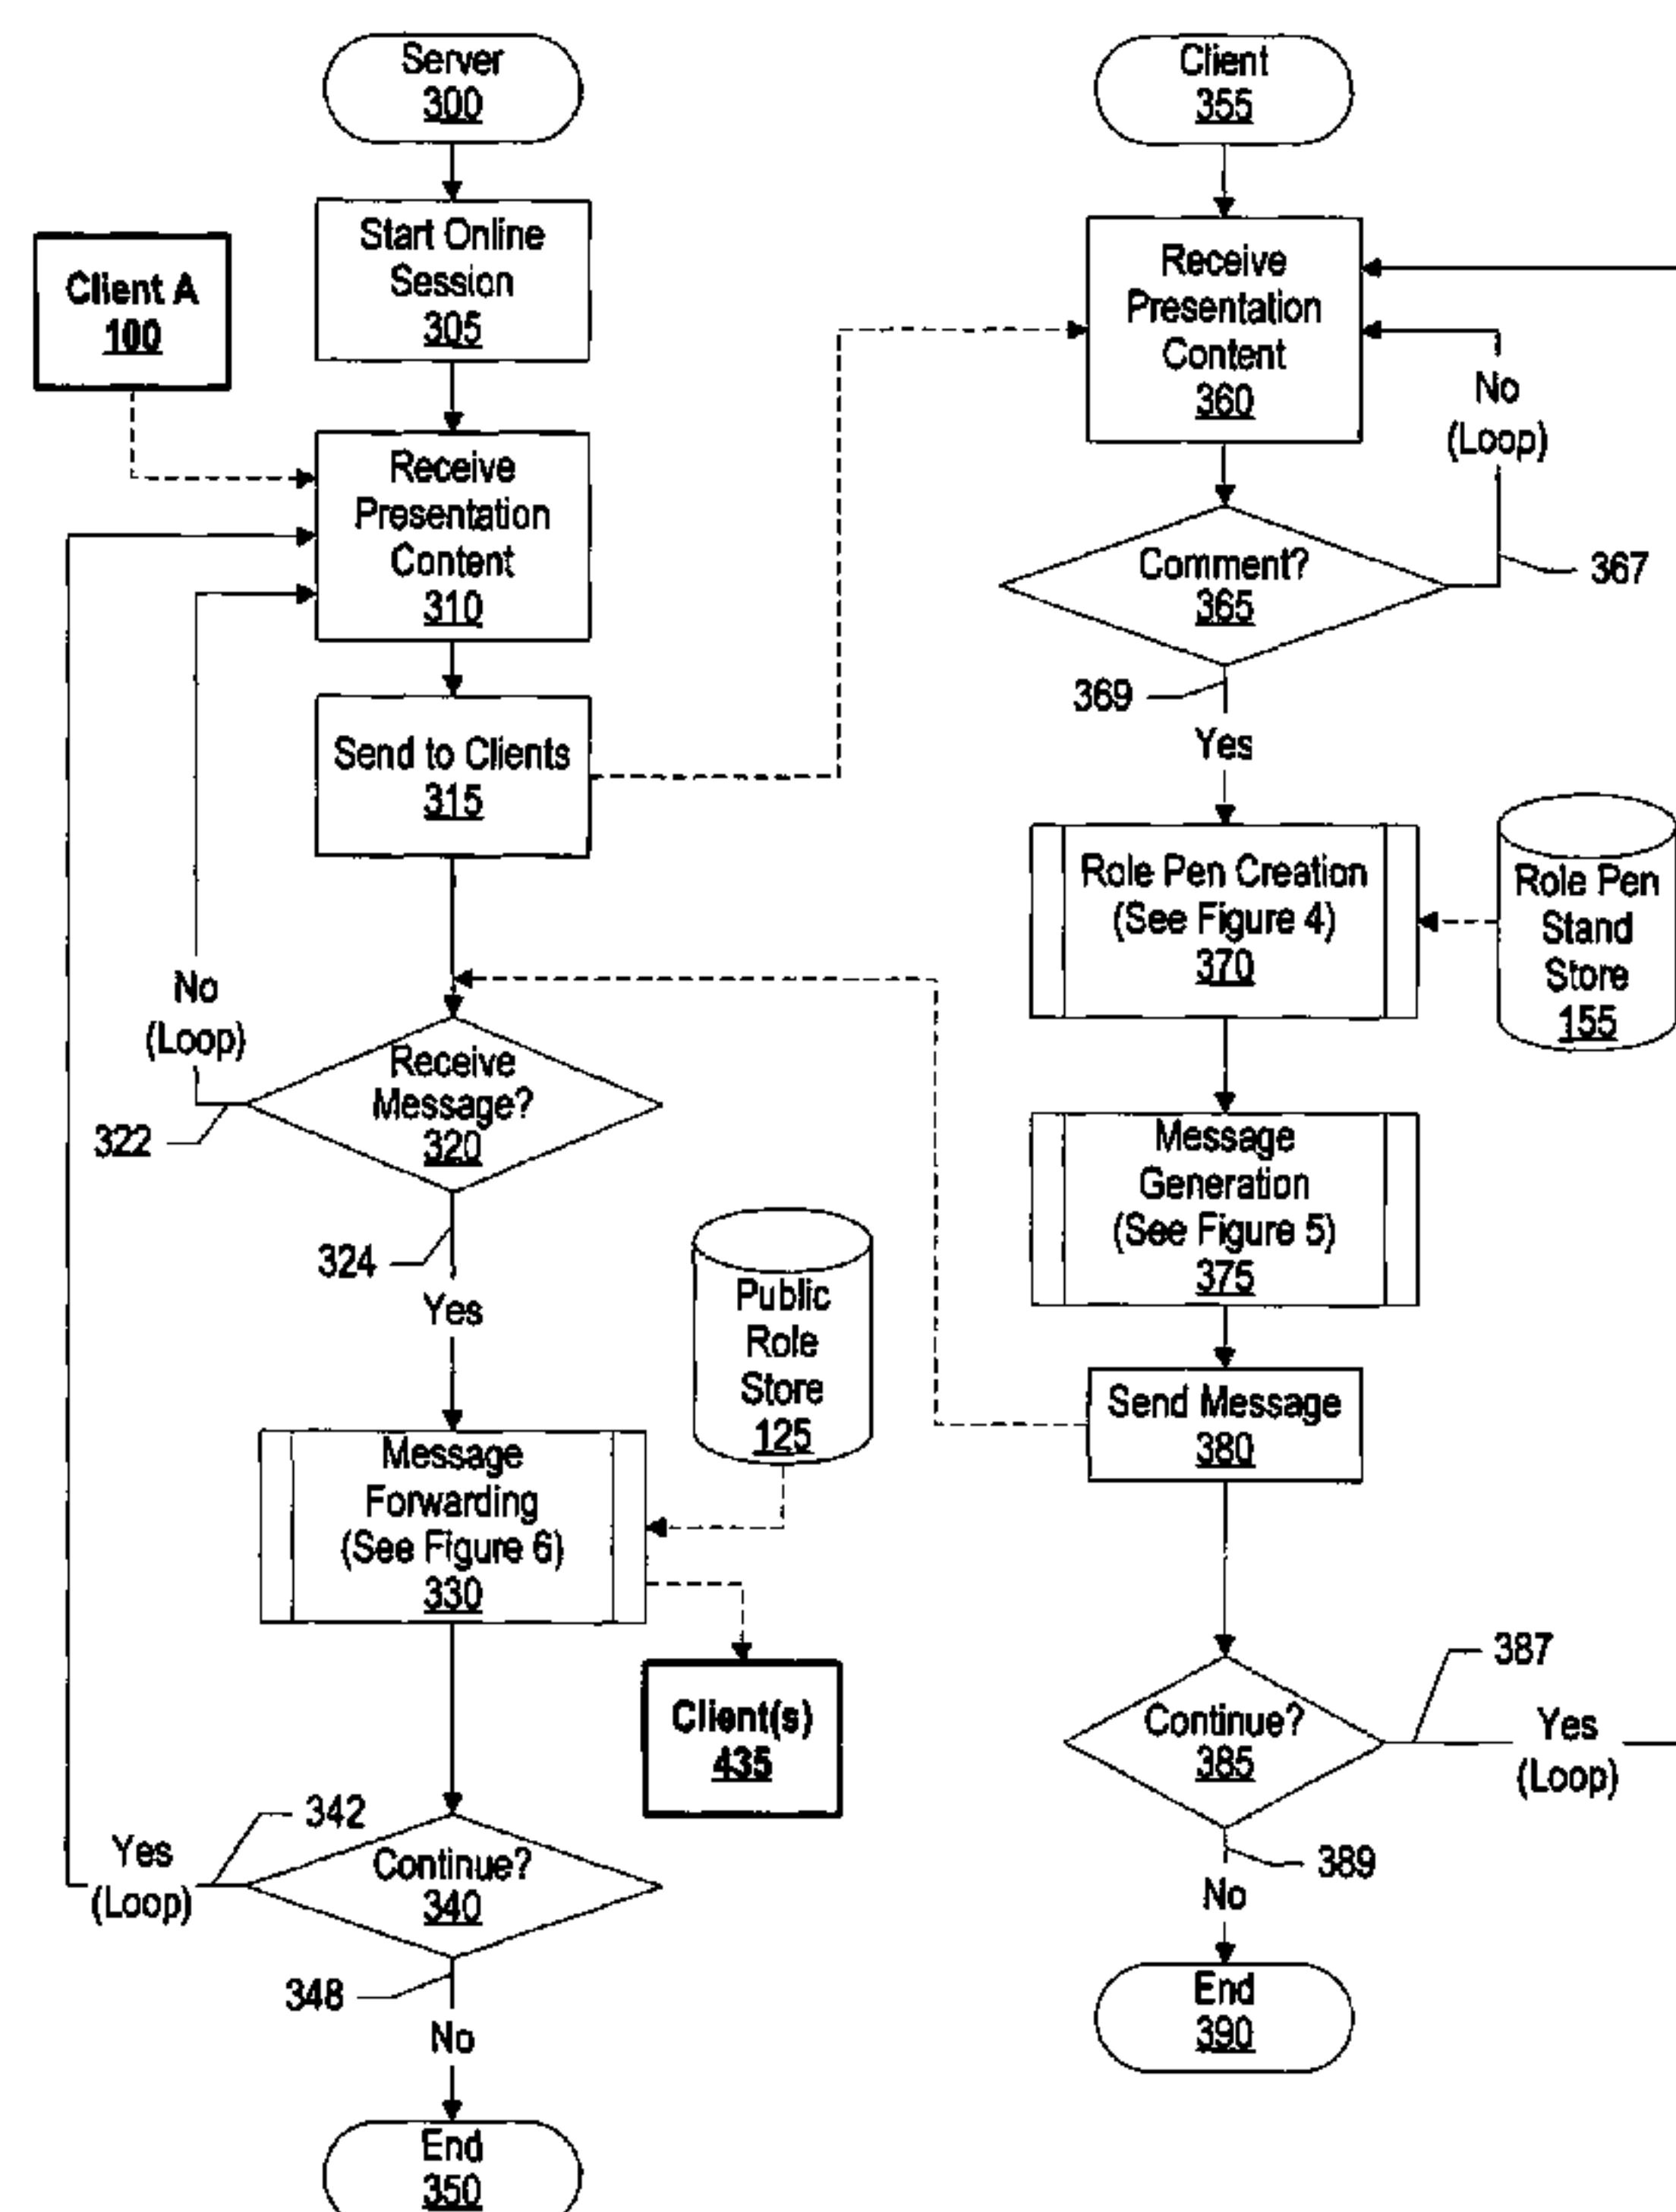 Server
300
Start Online
Session
305
Client A
100
Receive
Presentation
Content
310
Send to Clients
315
No
(Loop)
322
Receive
Message?
320
324
Yes
Public
Role
Store
125
Message
Forwarding
(See Figure 6)
330
Client(s)
435
342
Yes
(Loop)
Continue?
340
348
No
End
350
Client
355
Receive
Presentation
Content
360
No
(Loop)
367
Comment?
365
369
Yes
Role Pen Creation
(See Figure 4)
370
Role Pen
Stand
Store
155
Message
Generation
(See Figure 5)
375
Send Message
380
387
Continue?
385
Yes
(Loop)
389
No
End
390